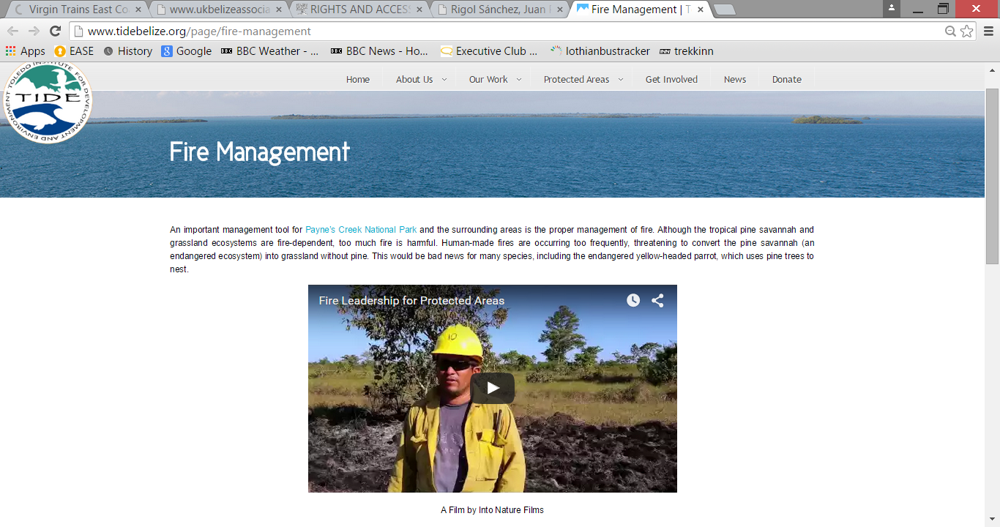 Virgin Trains East Co
www.ukbelizeassocia
RIGHTS AND ACCESS
Rigol Sánchez, Juan F
Fire Management | T
www.tidebelize.org/page/fire-management
Apps
EASE
History
Google
BBC Weather - ...
BBC News - Ho...
Executive Club ...
lothianbustracker
trekkinn
TOLEDO INSTITUTE FOR DEVELOPMENT AND ENVIRONMENT
TIDE
Home
About Us
Our Work
Protected Areas
Get Involved
News
Donate
Fire Management
An important management tool for Payne's Creek National Park and the surrounding areas is the proper management of fire. Although the tropical pine savannah and
grassland ecosystems are fire-dependent, too much fire is harmful. Human-made fires are occurring too frequently, threatening to convert the pine savannah (an
endangered ecosystem) into grassland without pine. This would be bad news for many species, including the endangered yellow-headed parrot, which uses pine trees to
nest.
Fire Leadership for Protected Areas
10
A Film by Into Nature Films